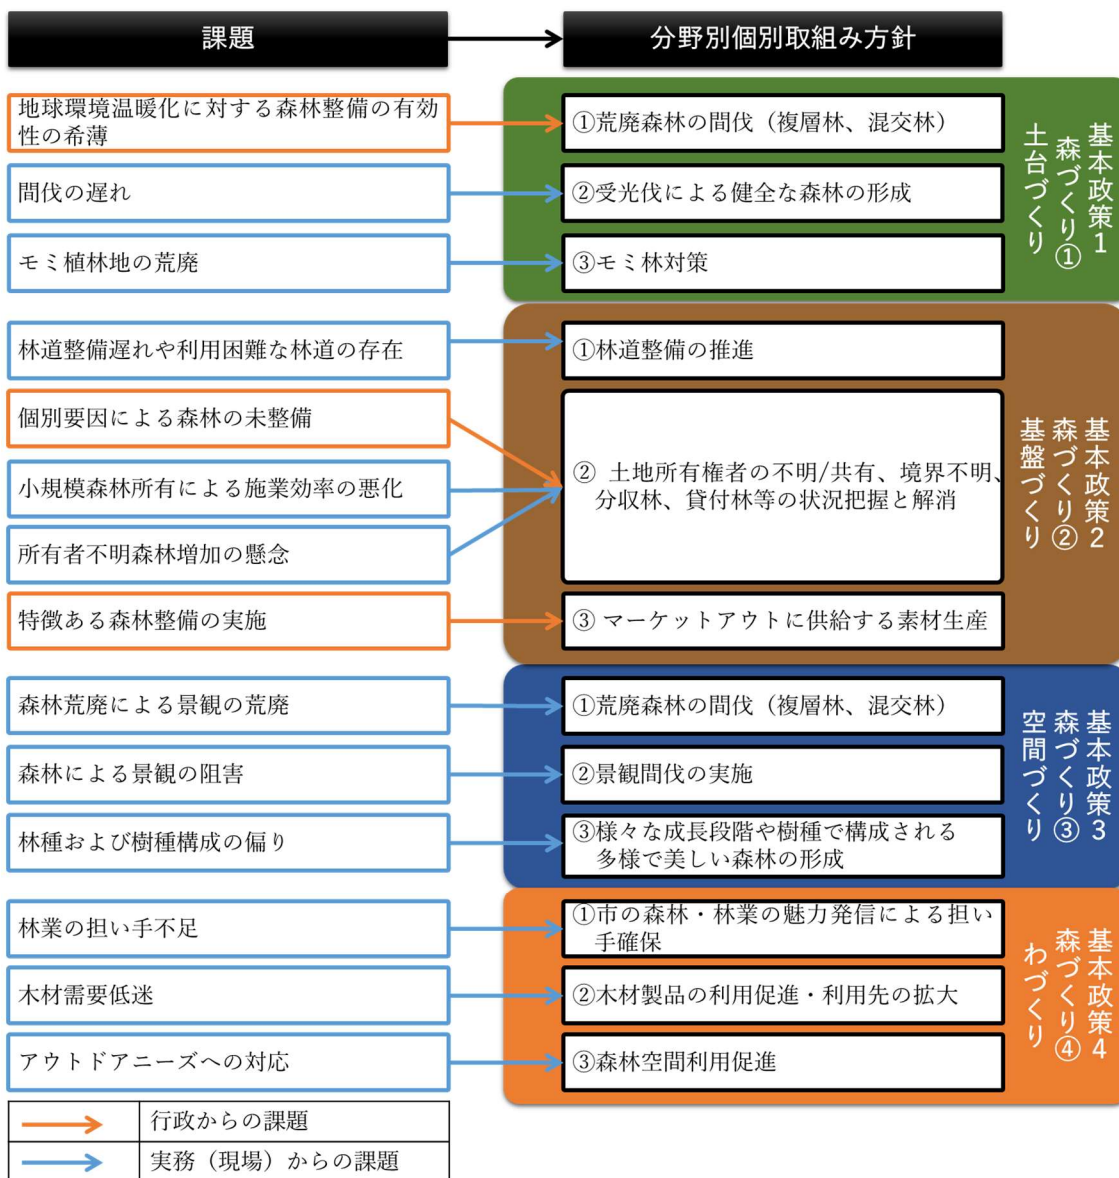 課題
分野別個別取組み方針
地球環境温暖化に対する森林整備の有効
性の希薄
①荒廃森林の間伐（複層林、混交林）
間伐の遅れ
②受光伐による健全な森林の形成
モミ植林地の荒廃
③モミ林対策
基本政策1
森づくり①
土台づくり
林道整備遅れや利用困難な林道の存在
①林道整備の推進
個別要因による森林の未整備
小規模森林所有による施業効率の悪化
所有者不明森林増加の懸念
② 土地所有権者の不明/共有、境界不明、
分収林、貸付林等の状況把握と解消
特徴ある森林整備の実施
③ マーケットアウトに供給する素材生産
基本政策2
森づくり②
基盤づくり
森林荒廃による景観の荒廃
①荒廃森林の間伐（複層林、混交林）
森林による景観の阻害
②景観間伐の実施
林種および樹種構成の偏り
③様々な成長段階や樹種で構成される
多様で美しい森林の形成
基本政策3
森づくり③
空間づくり
林業の担い手不足
①市の森林・林業の魅力発信による担い
手確保
木材需要低迷
②木材製品の利用促進・利用先の拡大
アウトドアニーズへの対応
③森林空間利用促進
基本政策4
森づくり④
わづくり
行政からの課題
実務（現場）からの課題